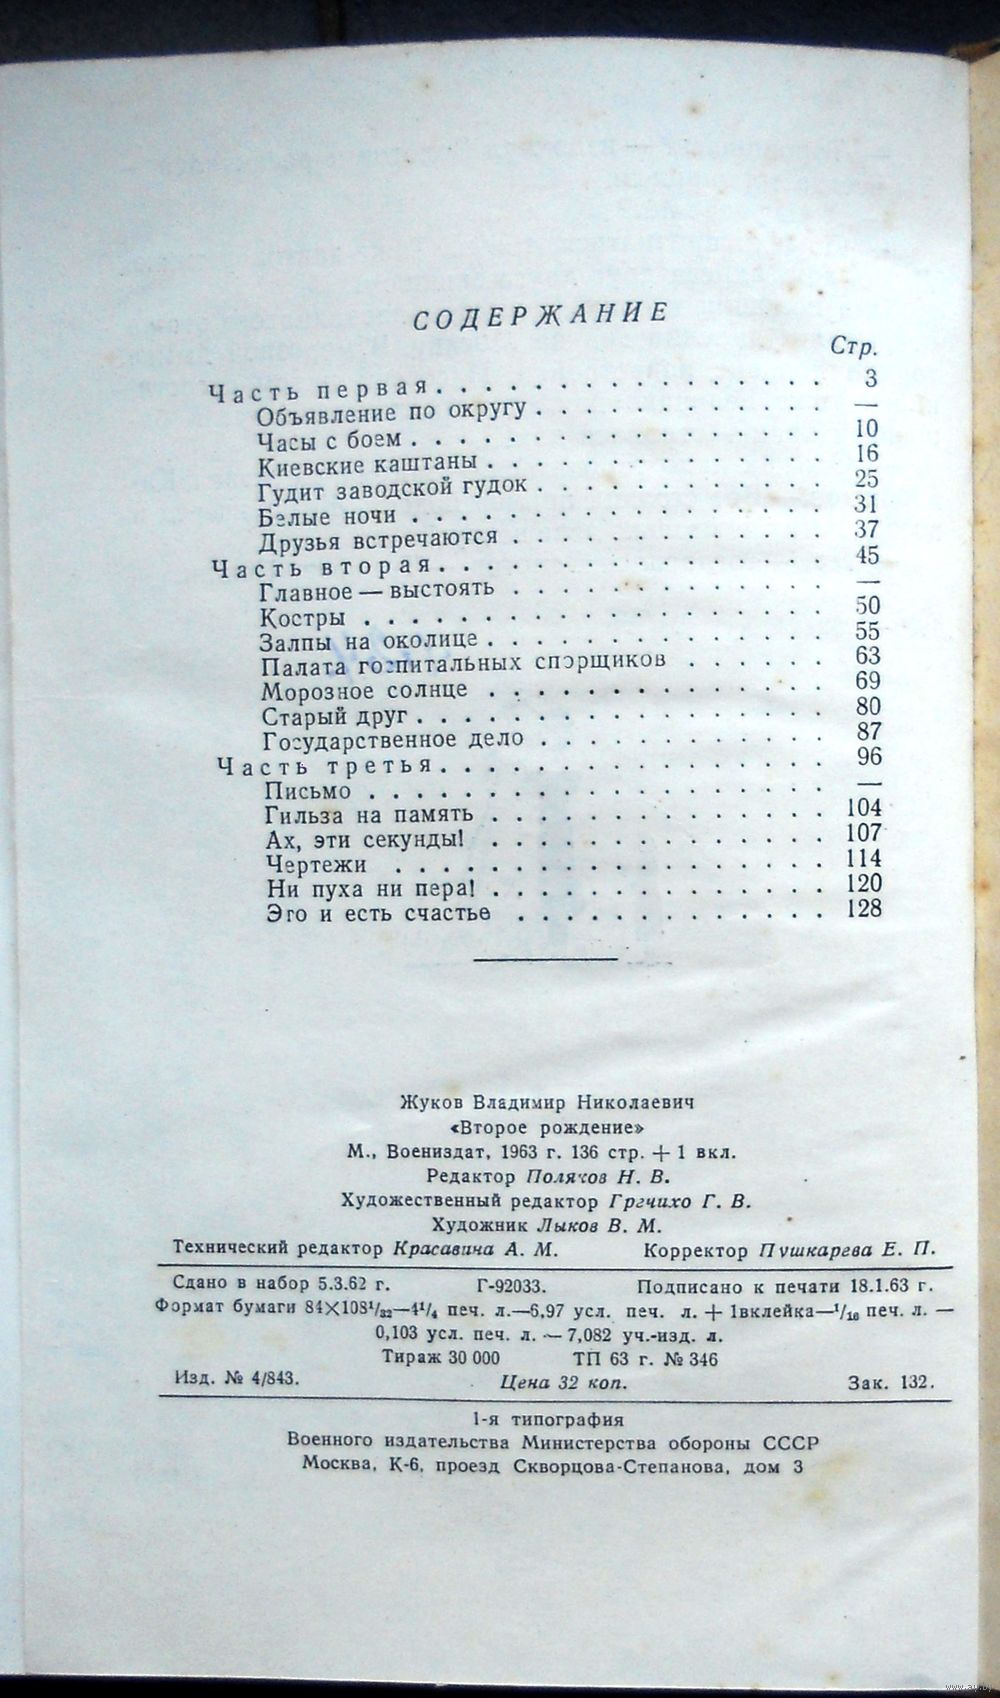 СОДЕРЖАНИЕ
Стр.
Часть первая . . . . . . . . . . . . . . . . 3
Объявление по округу . . . . . . . . . . . . —
Часы с боем . . . . . . . . . . . . . . . . . 10
Киевские каштаны . . . . . . . . . . . . . . 16
Гудит заводской гудок . . . . . . . . . . . . 25
Белые ночи . . . . . . . . . . . . . . . . . 31
Друзья встречаются . . . . . . . . . . . . . 37
Часть вторая . . . . . . . . . . . . . . . . 45
Главное — выстоять . . . . . . . . . . . . . —
Костры . . . . . . . . . . . . . . . . . . . 50
Залпы на околице . . . . . . . . . . . . . . 55
Палата госпитальных спорщиков . . . . . . 63
Морозное солнце . . . . . . . . . . . . . . 69
Старый друг . . . . . . . . . . . . . . . . . 80
Государственное дело . . . . . . . . . . . . 87
Часть третья . . . . . . . . . . . . . . . . 96
Письмо . . . . . . . . . . . . . . . . . . . —
Гильза на память . . . . . . . . . . . . . . 104
Ах, эти секунды! . . . . . . . . . . . . . . 107
Чертежи . . . . . . . . . . . . . . . . . . 114
Ни пуха ни пера! . . . . . . . . . . . . . . 120
Это и есть счастье . . . . . . . . . . . . . 128
Жуков Владимир Николаевич
«Второе рождение»
М., Воениздат, 1963 г. 136 стр. + 1 вкл.
Редактор Поляков Н. В.
Художественный редактор Гречихо Г. В.
Художник Лыков В. М.
Технический редактор Красавина А. М. Корректор Пушкарева Е. П.
Сдано в набор 5.3.62 г. Г-92033. Подписано к печати 18.1.63 г.
Формат бумаги 84×108¹/₃₂—4¹/₄ печ. л.—6,97 усл. печ. л. + 1вклейка—¹/₁₆ печ. л. —
0,103 усл. печ. л. — 7,082 уч.-изд. л.
Тираж 30 000 ТП 63 г. № 346
Изд. № 4/843. Цена 32 коп. Зак. 132.
1-я типография
Военного издательства Министерства обороны СССР
Москва, К-6, проезд Скворцова-Степанова, дом 3
www.ay.by